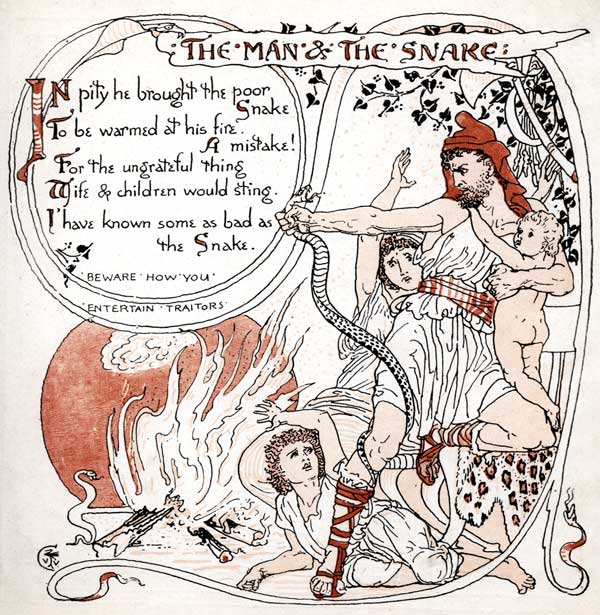 :THE·MAN·&·THE·SNAKE:
IN pity he brought the poor
Snake
To be warmed at his fire.
A mistake!
For the ungrateful thing
Wife & children would sting.
I have known some as bad as
the Snake.
·BEWARE·HOW·YOU·
·ENTERTAIN·TRAITORS·